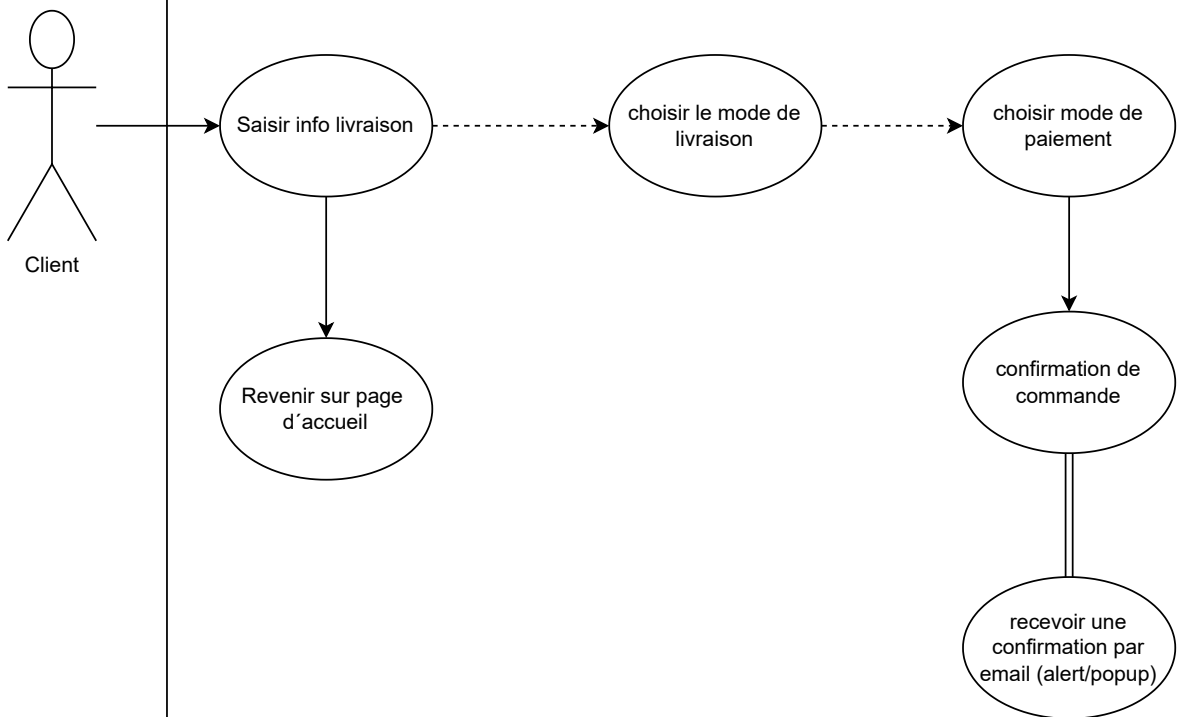 Client
Saisir info livraison
choisir le mode de
livraison
choisir mode de
paiement
Revenir sur page
d´accueil
confirmation de
commande
recevoir une
confirmation par
email (alert/popup)